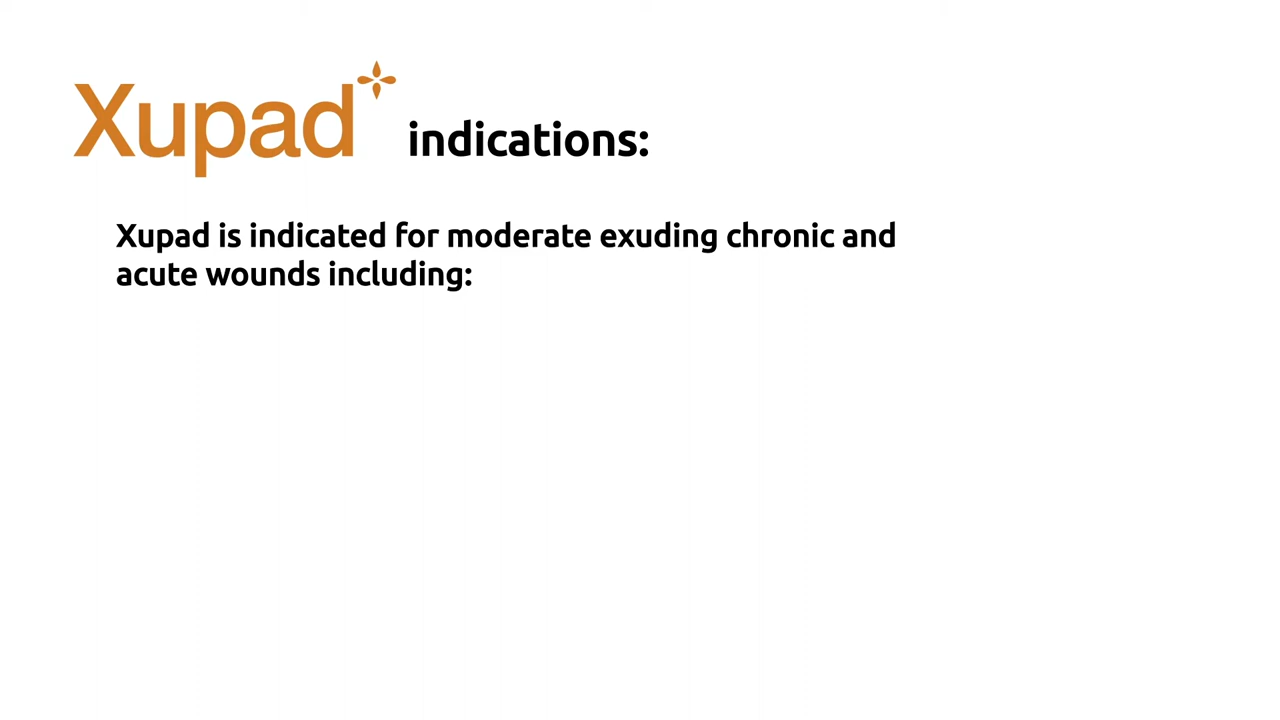 Xupad indications:
Xupad is indicated for moderate exuding chronic and
acute wounds including: